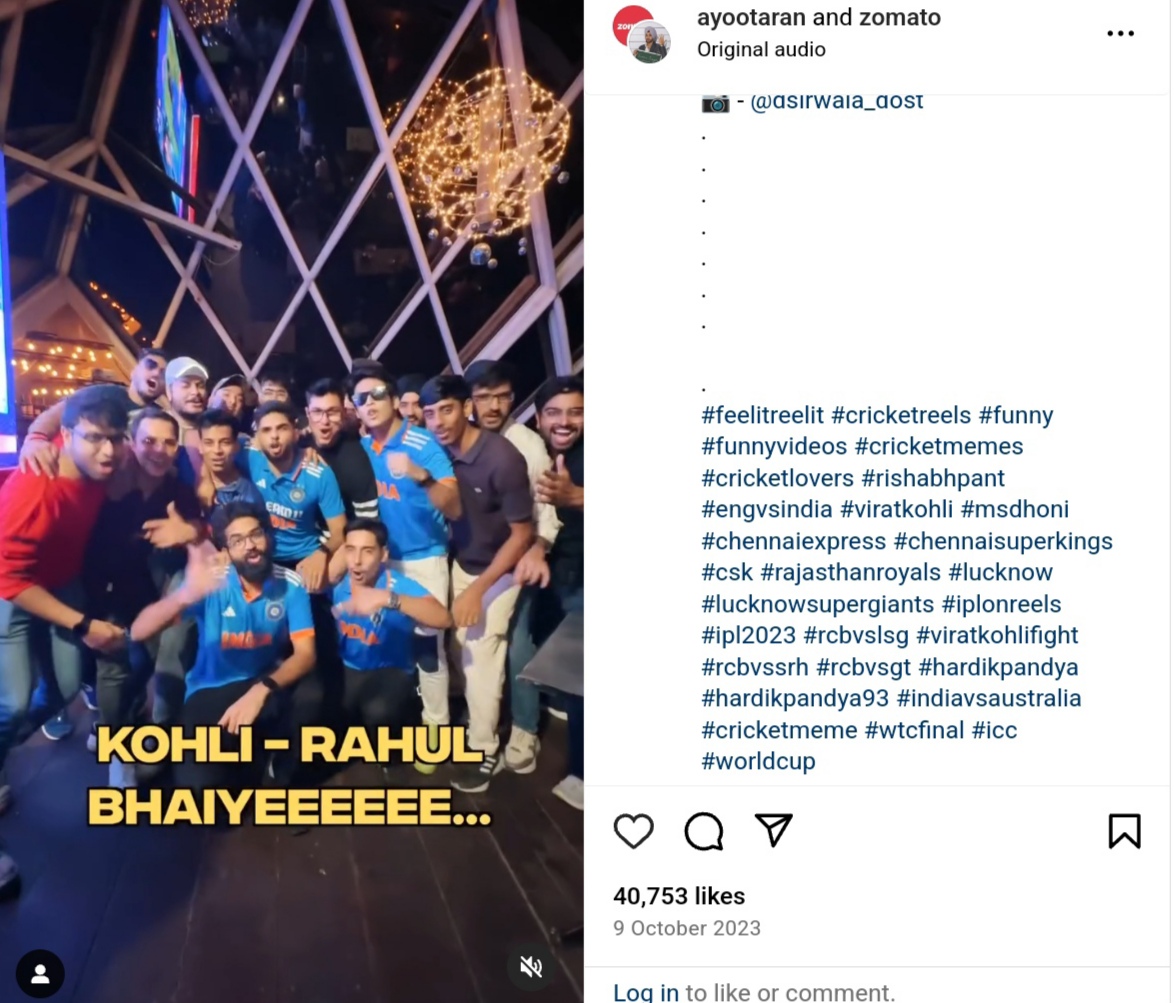 KOHLI – RAHUL
BHAIYEEEEEE...
INDIA
INDIA
ayootaran and zomato
Original audio
📷 - @dsirwala_dost
.
.
.
.
.
.
.
.
#feelitreelit #cricketreels #funny
#funnyvideos #cricketmemes
#cricketlovers #rishabhpant
#engvsindia #viratkohli #msdhoni
#chennaiexpress #chennaisuperkings
#csk #rajasthanroyals #lucknow
#lucknowsupergiants #iplonreels
#ipl2023 #rcbvslsg #viratkohlifight
#rcbvssrh #rcbvsgt #hardikpandya
#hardikpandya93 #indiavsaustralia
#cricketmeme #wtcfinal #icc
#worldcup
40,753 likes
9 October 2023
Log in to like or comment.